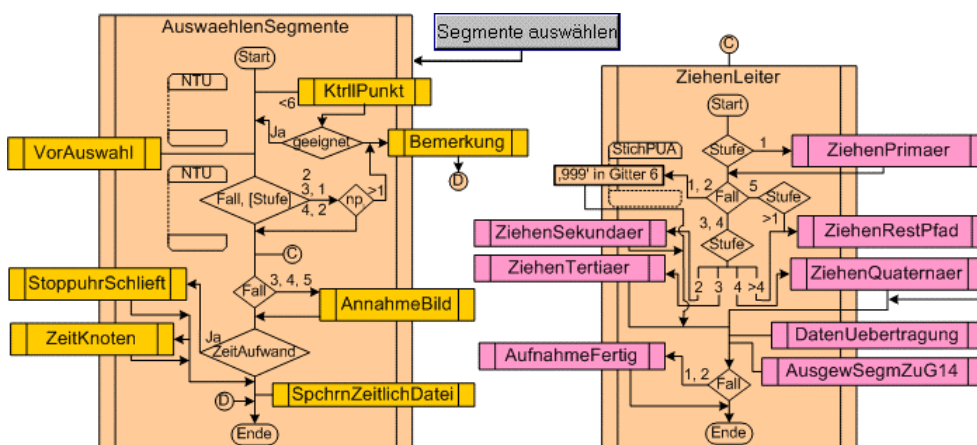 AuswaehlenSegmente
Segmente auswählen
Start
NTU
<6
KtrllPunkt
Ja
geeignet
Bemerkung
D
VorAuswahl
NTU
Fall, [Stufe
2
3, 1
4, 2
np
>1
C
StoppuhrSchlieft
Fall
3, 4, 5
AnnahmeBild
ZeitKnoten
Ja
ZeitAufwand
D
SpchrnZeitlichDatei
Ende
C
ZiehenLeiter
Start
Stufe
1
ZiehenPrimaer
StichPUA
‚999' in Gitter 6
1, 2
Fall
5
Stufe
>1
3, 4
ZiehenSekundaer
Stufe
ZiehenRestPfad
ZiehenTertiaer
2
3
4
>4
ZiehenQuaternaer
DatenUebertragung
AufnahmeFertig
1, 2
Fall
AusgewSegmZuG14
Ende